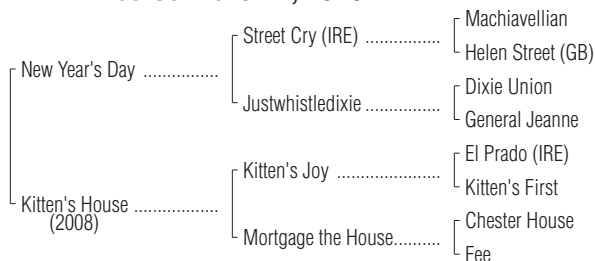 Machiavellian
Street Cry (IRE) ................
Helen Street (GB)
New Year's Day ................
Dixie Union
Justwhistledixie ................
General Jeanne
El Prado (IRE)
Kitten's Joy ......................
Kitten's First
Kitten's House ..................
(2008)
Chester House
Mortgage the House..........
Fee